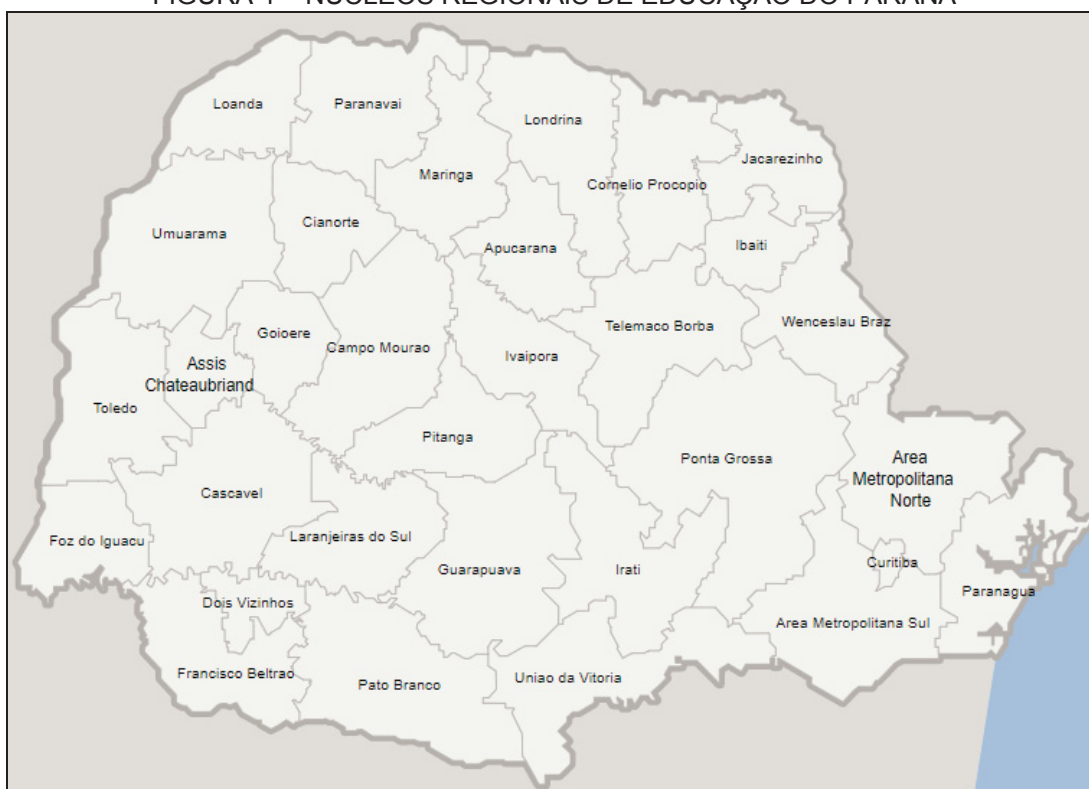 FIGURA 1 – NÚCLEOS REGIONAIS DE EDUCAÇÃO DO PARANÁ
Loanda
Paranavai
Londrina
Jacarezinho
Maringa
Cornelio Procopio
Umuarama
Cianorte
Apucarana
Ibaiti
Goioere
Campo Mourao
Ivaipora
Telemaco Borba
Wenceslau Braz
Assis
Chateaubriand
Toledo
Pitanga
Ponta Grossa
Area
Metropolitana
Norte
Cascavel
Foz do Iguacu
Laranjeiras do Sul
Guarapuava
Irati
Curitiba
Paranagua
Dois Vizinhos
Area Metropolitana Sul
Francisco Beltrao
Pato Branco
Uniao da Vitoria